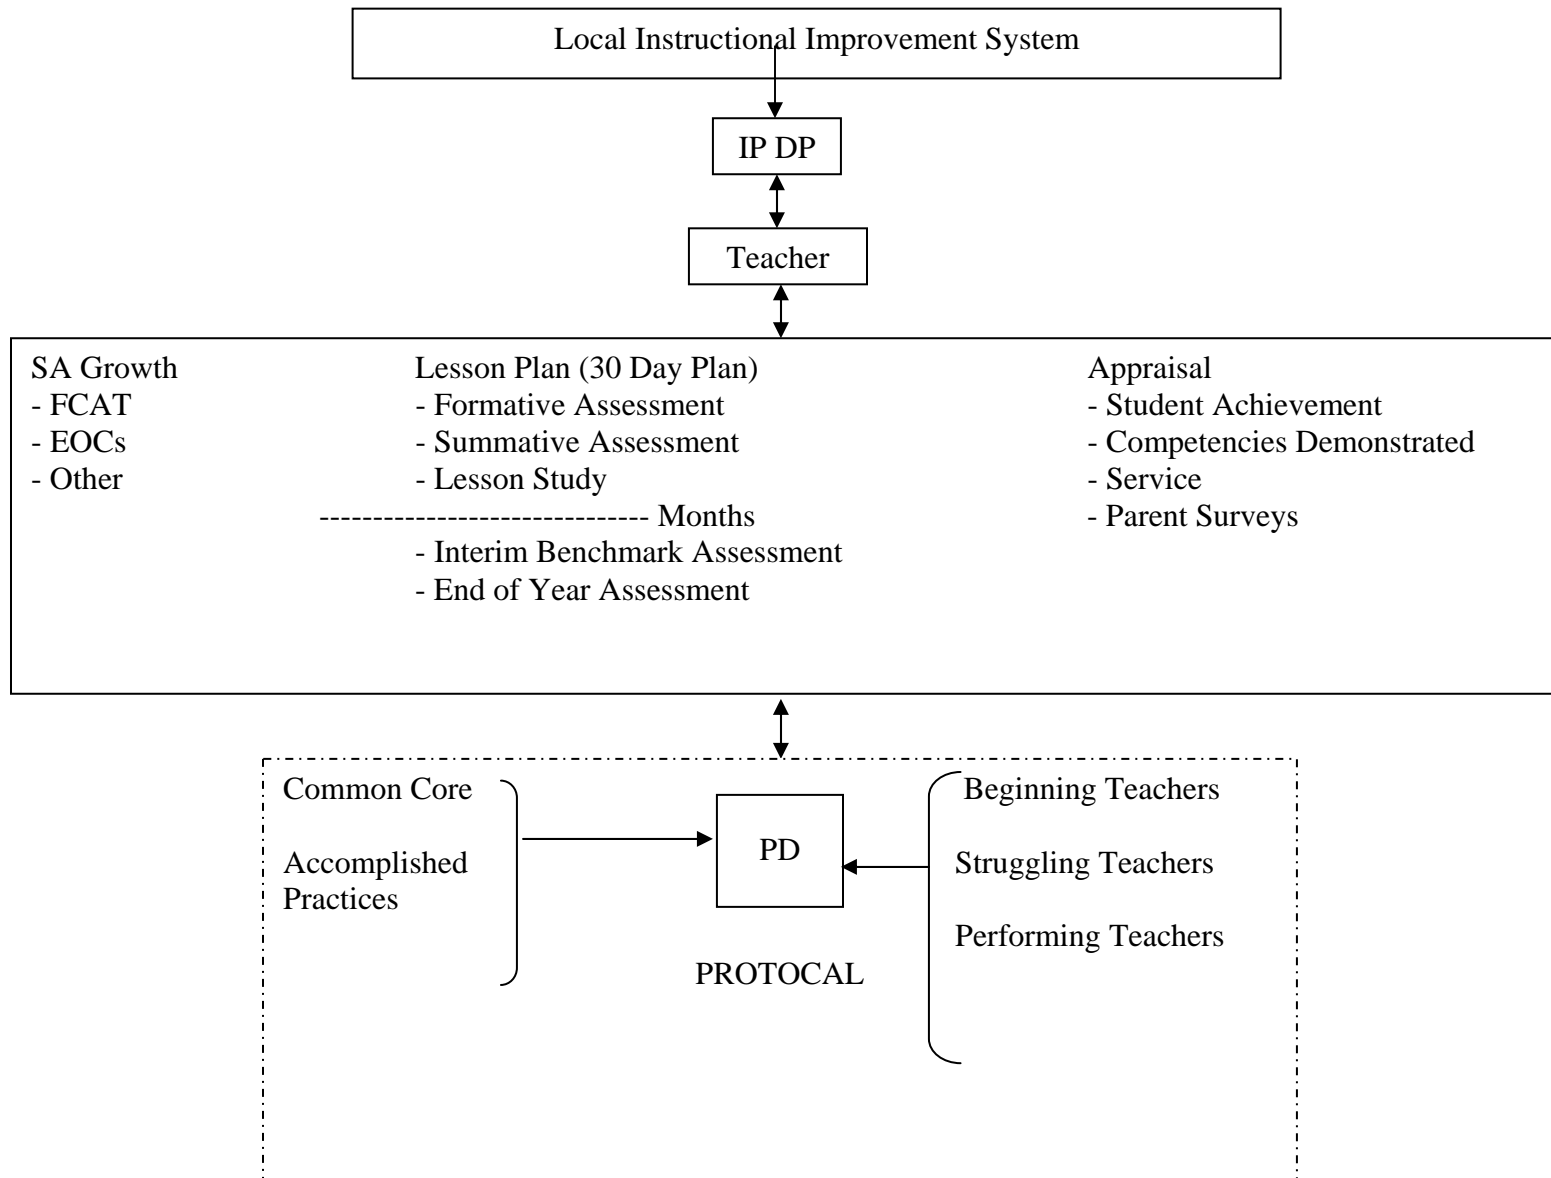 Local Instructional Improvement System
IP DP
Teacher
SA Growth
- FCAT
- EOCs
- Other
Lesson Plan (30 Day Plan)
- Formative Assessment
- Summative Assessment
- Lesson Study
------------------------------- Months
- Interim Benchmark Assessment
- End of Year Assessment
Appraisal
- Student Achievement
- Competencies Demonstrated
- Service
- Parent Surveys
Common Core
Accomplished
Practices
PD
PROTOCAL
Beginning Teachers
Struggling Teachers
Performing Teachers